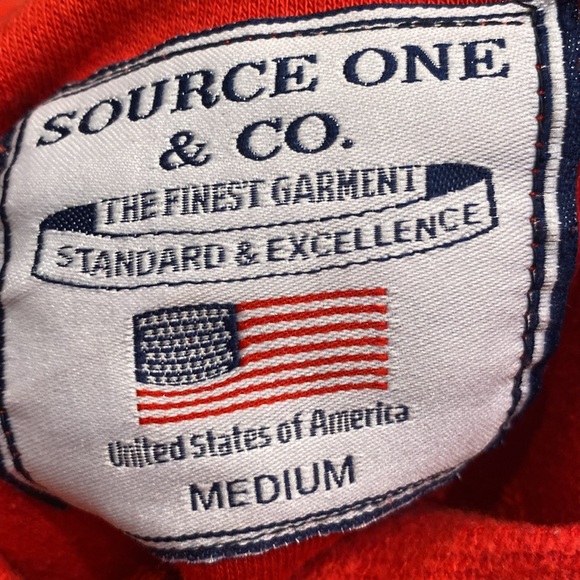 SOURCE ONE
& CO.
THE FINEST GARMENT
STANDARD & EXCELLENCE
United States of America
MEDIUM